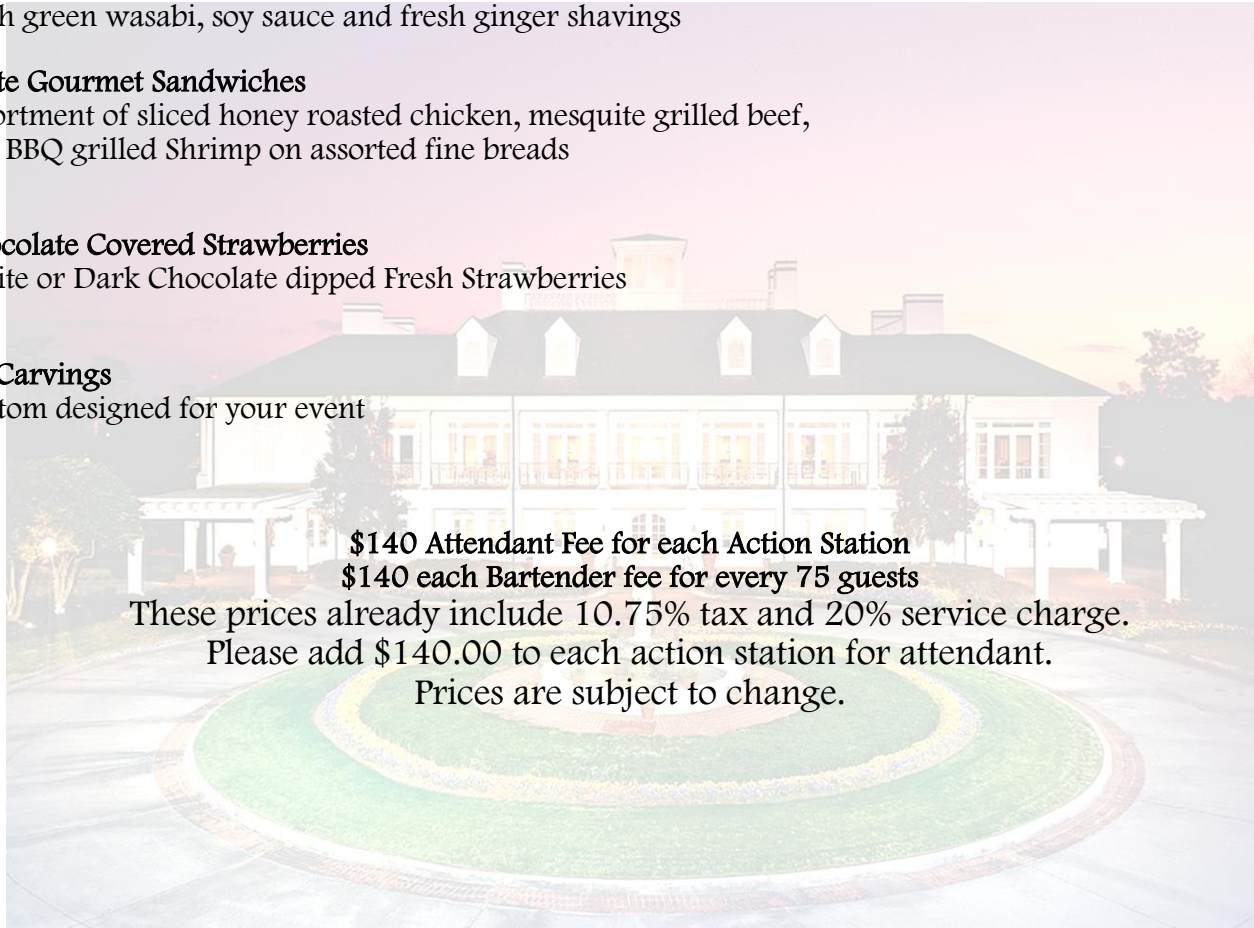 h green wasabi, soy sauce and fresh ginger shavings
te Gourmet Sandwiches
ortment of sliced honey roasted chicken, mesquite grilled beef,
BBQ grilled Shrimp on assorted fine breads
ocolate Covered Strawberries
ite or Dark Chocolate dipped Fresh Strawberries
Carvings
tom designed for your event
$140 Attendant Fee for each Action Station
$140 each Bartender fee for every 75 guests
These prices already include 10.75% tax and 20% service charge.
Please add $140.00 to each action station for attendant.
Prices are subject to change.